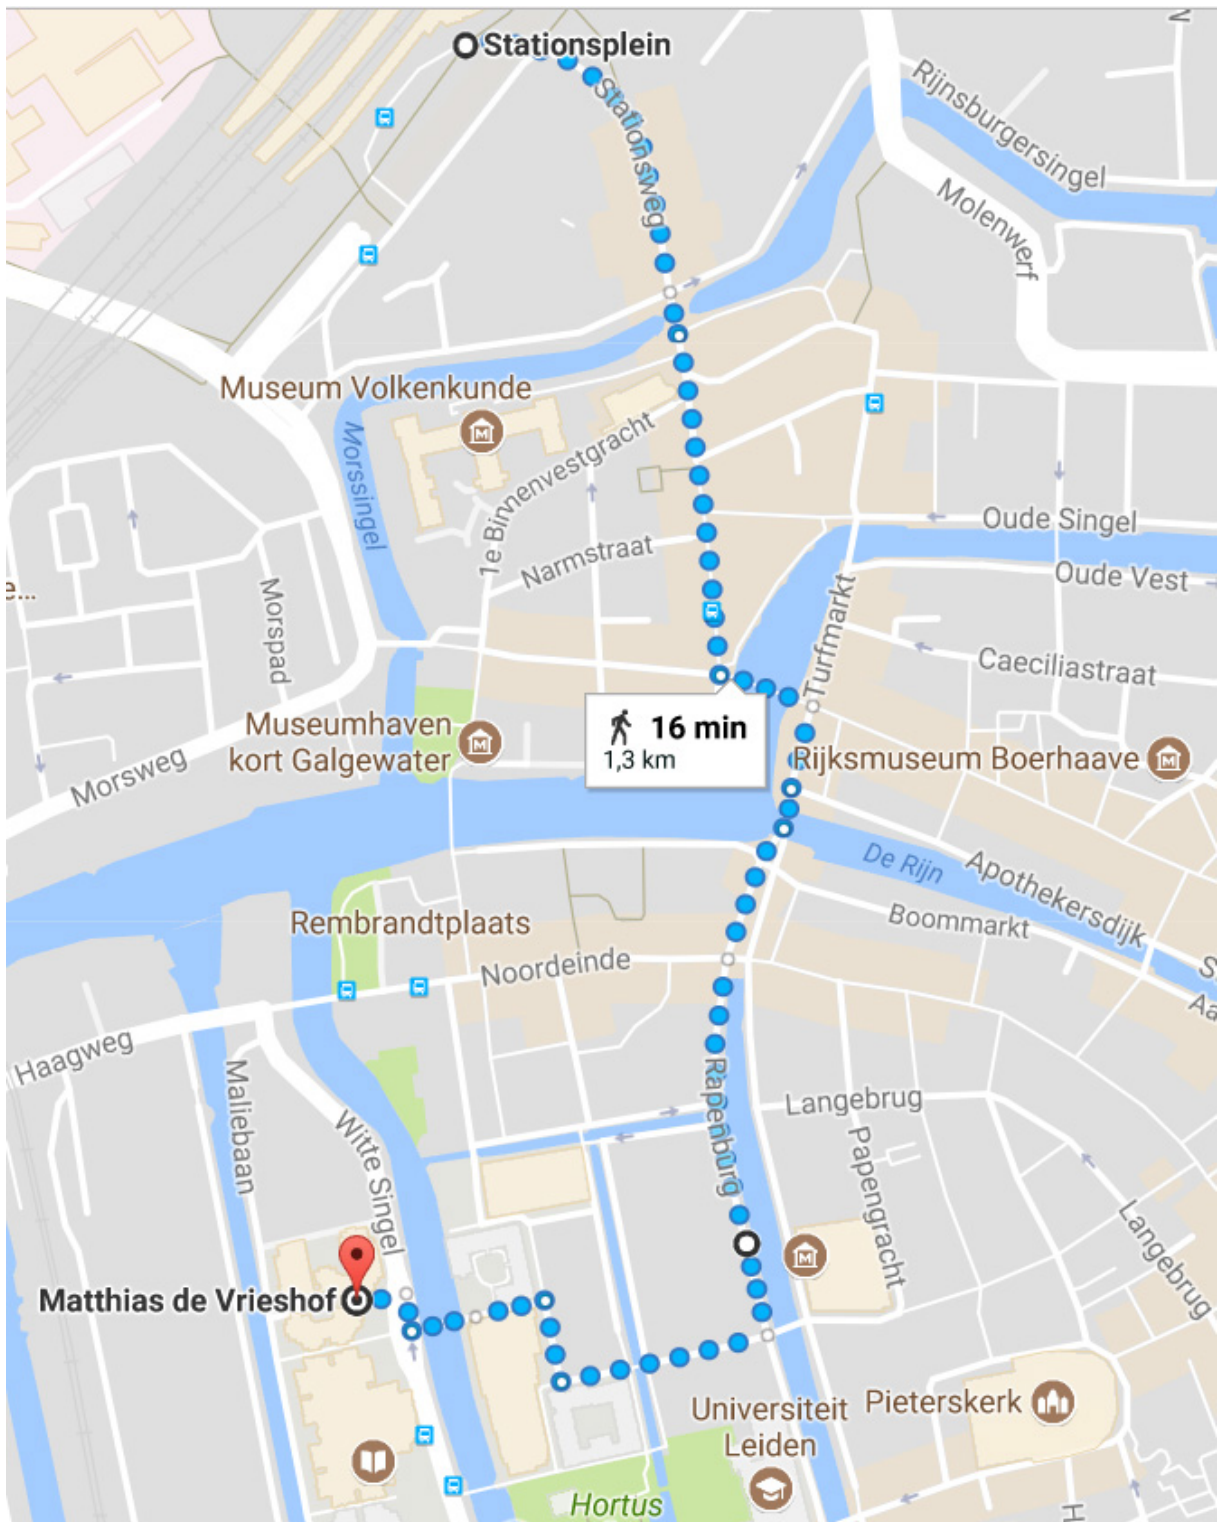 Stationsplein
Stationsweg
Rijnsburgersingel
Molenwerf
Museum Volkenkunde
Morssingel
1e Binnenvestgracht
Narmstraat
Oude Singel
Oude Vest
e...
Morspad
Turfmarkt
Caeciliastraat
Museumhaven
kort Galgewater
16 min
1,3 km
Rijksmuseum Boerhaave
Morsweg
De Rijn
Apothekersdijk
Boommarkt
Rembrandtplaats
Noordeinde
Aa
Haagweg
Maliebaan
Witte Singel
Rapenburg
Langebrug
Papengracht
Langebrug
Matthias de Vrieshof
Universiteit
Leiden
Pieterskerk
Hortus
H